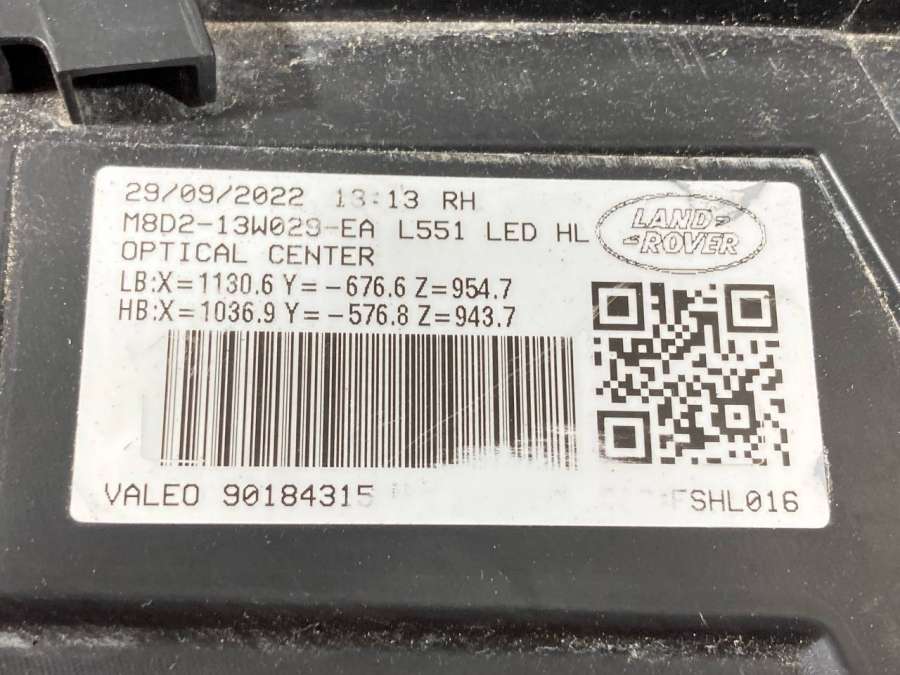 29/09/2022 13:13 RH
M8D2-13W029-EA L551 LED HL
LAND-
-ROVER
OPTICAL CENTER
LB:X=1130.6 Y=-676.6 Z=954.7
HB:X=1036.9 Y=-576.8 Z=943.7
VALEO 90184315 FSHL016